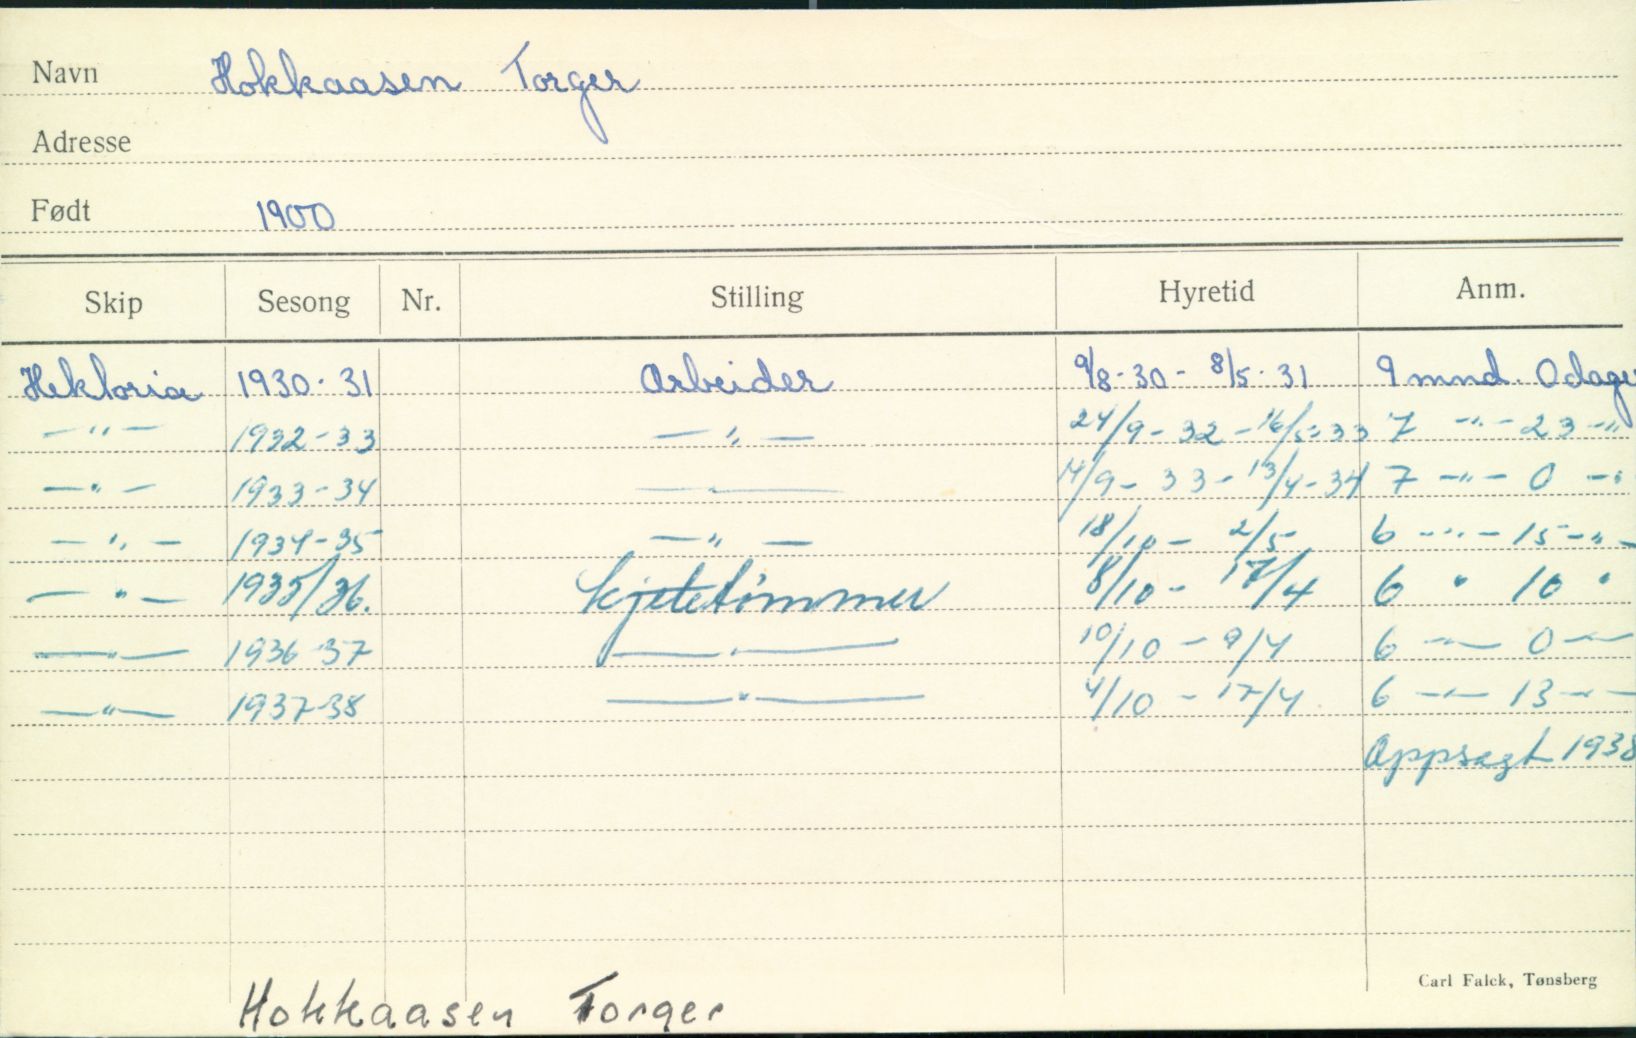 Navn Hokkaasen Torger
Adresse
Født 1900
Skip Sesong Nr. Stilling Hyretid Anm.
Hektoria 1930-31 Arbeider 9/8-30 - 8/5-31 9 mnd. 0 dage
—"— 1932-33 —"— 24/9-32 - 16/5-33 7 —"— 23 —"—
—"— 1933-34 —"— 14/9-33 - 13/4-34 7 —"— 0 —"—
—"— 1934-35 —"— 18/10 - 2/5 6 —"— 15 —"—
—"— 1935/36. kjeletømmer 8/10 - 17/4 6 " 10 "
—"— 1936-37 —"— 10/10 - 9/4 6 —"— 0 —"—
—"— 1937-38 —"— 4/10 - 17/4 6 —"— 13 —"—
Oppsagt 1938
Carl Falck, Tønsberg
Hokkaasen Torger